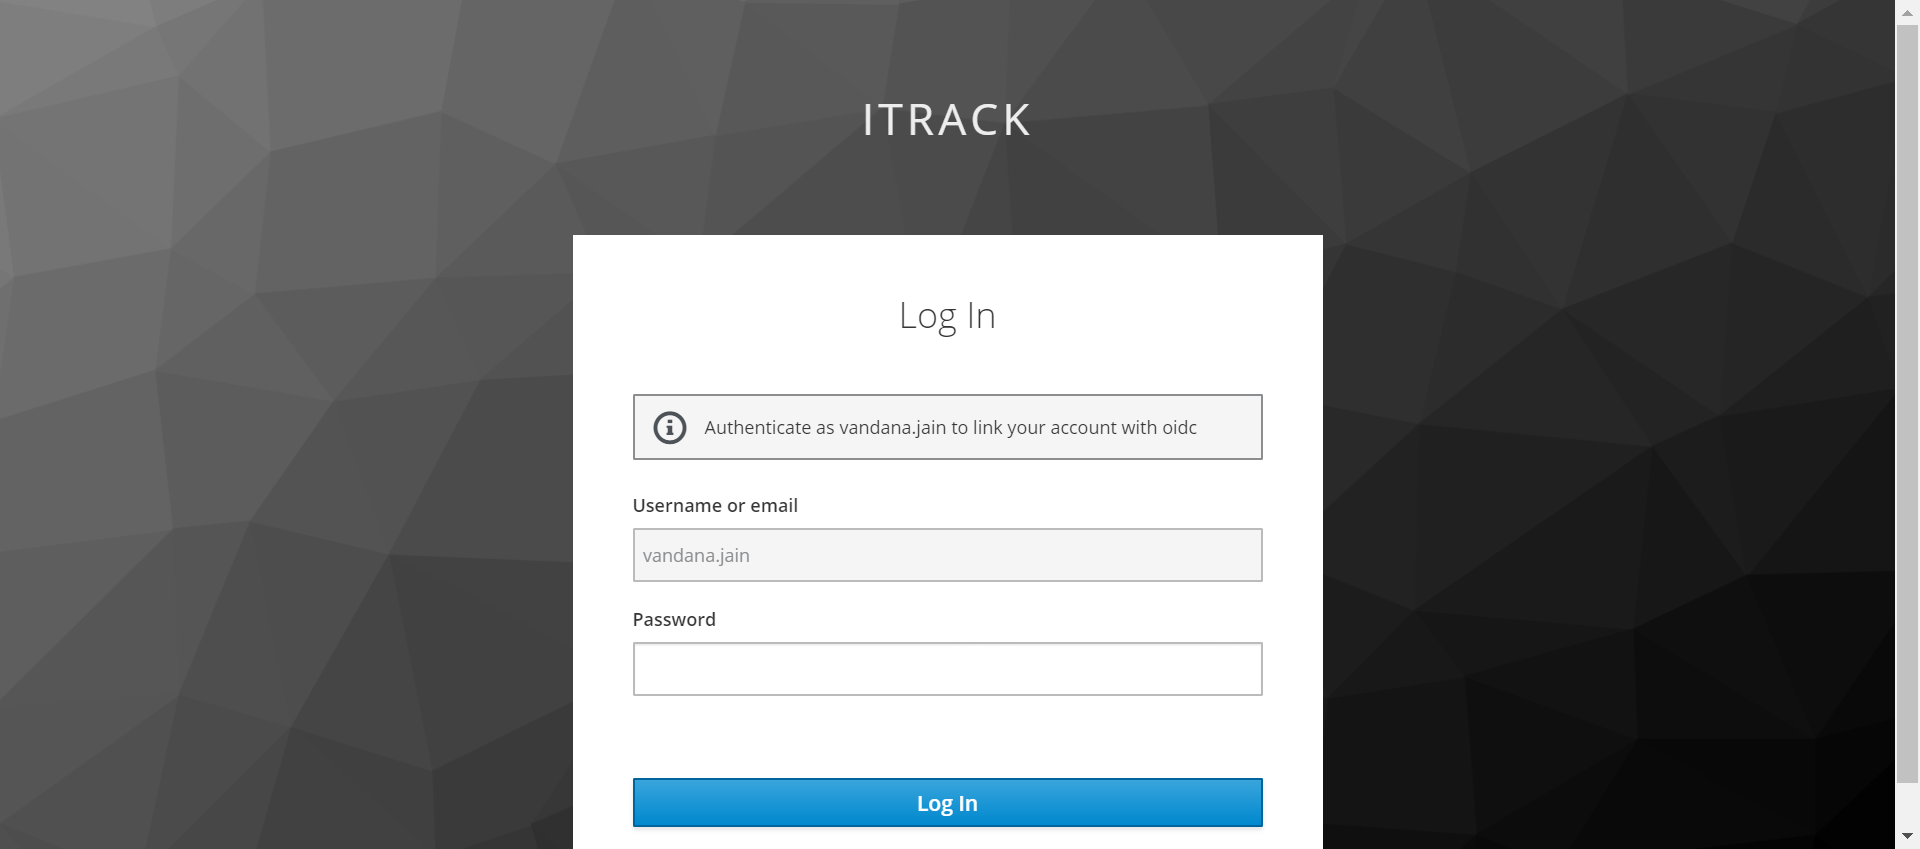 ITRACK
Log In
Authenticate as vandana.jain to link your account with oidc
Username or email
vandana.jain
Password
Log In